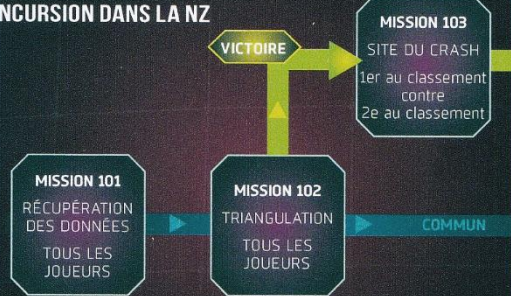 NCURSION DANS LA NZ
VICTOIRE
MISSION 103
SITE DU CRASH
1er au classement
contre
2e au classement
MISSION 101
RÉCUPÉRATION
DES DONNÉES
TOUS LES
JOUEURS
MISSION 102
TRIANGULATION
TOUS LES
JOUEURS
COMMUN